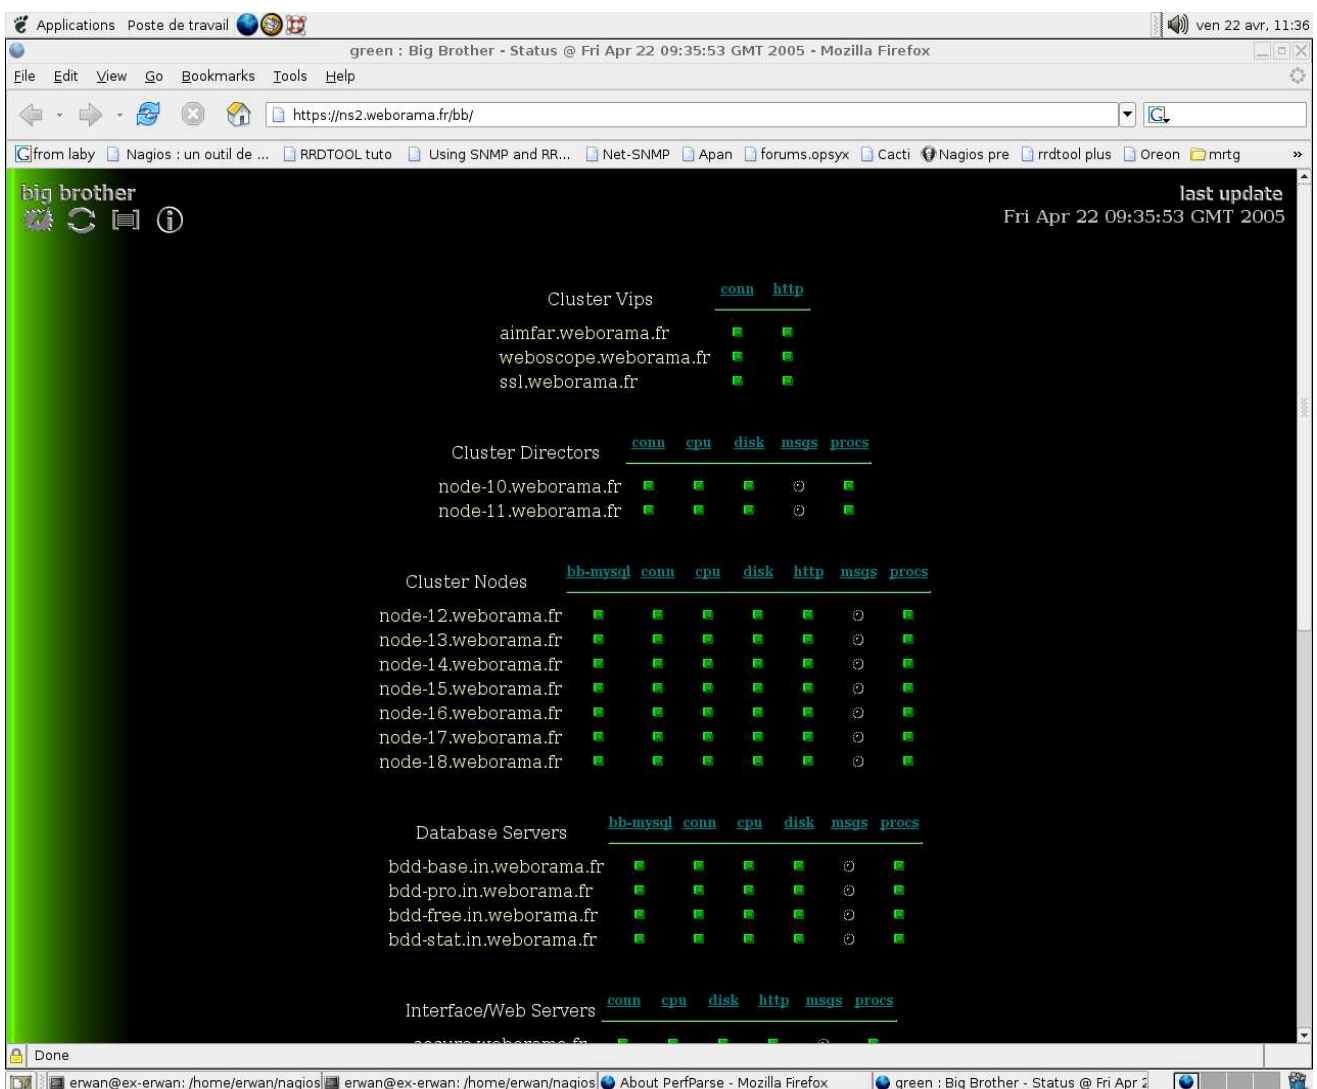 Applications Poste de travail ven 22 avr, 11:36
green : Big Brother - Status @ Fri Apr 22 09:35:53 GMT 2005 - Mozilla Firefox
File Edit View Go Bookmarks Tools Help
https://ns2.weborama.fr/bb/
from laby Nagios : un outil de ... RRDTOOL tuto Using SNMP and RR... Net-SNMP Apan forums.opsyx Cacti Nagios pre rrdtool plus Oreon mrtg »
big brother
last update
Fri Apr 22 09:35:53 GMT 2005
Cluster Vips conn http
aimfar.weborama.fr
weboscope.weborama.fr
ssl.weborama.fr
Cluster Directors conn cpu disk msgs procs
node-10.weborama.fr
node-11.weborama.fr
Cluster Nodes bb-mysql conn cpu disk http msgs procs
node-12.weborama.fr
node-13.weborama.fr
node-14.weborama.fr
node-15.weborama.fr
node-16.weborama.fr
node-17.weborama.fr
node-18.weborama.fr
Database Servers bb-mysql conn cpu disk msgs procs
bdd-base.in.weborama.fr
bdd-pro.in.weborama.fr
bdd-free.in.weborama.fr
bdd-stat.in.weborama.fr
Interface/Web Servers conn cpu disk http msgs procs
secure.weborama.fr
Done
erwan@ex-erwan: /home/erwan/nagios erwan@ex-erwan: /home/erwan/nagios About PerfParse - Mozilla Firefox green : Big Brother - Status @ Fri Apr 2